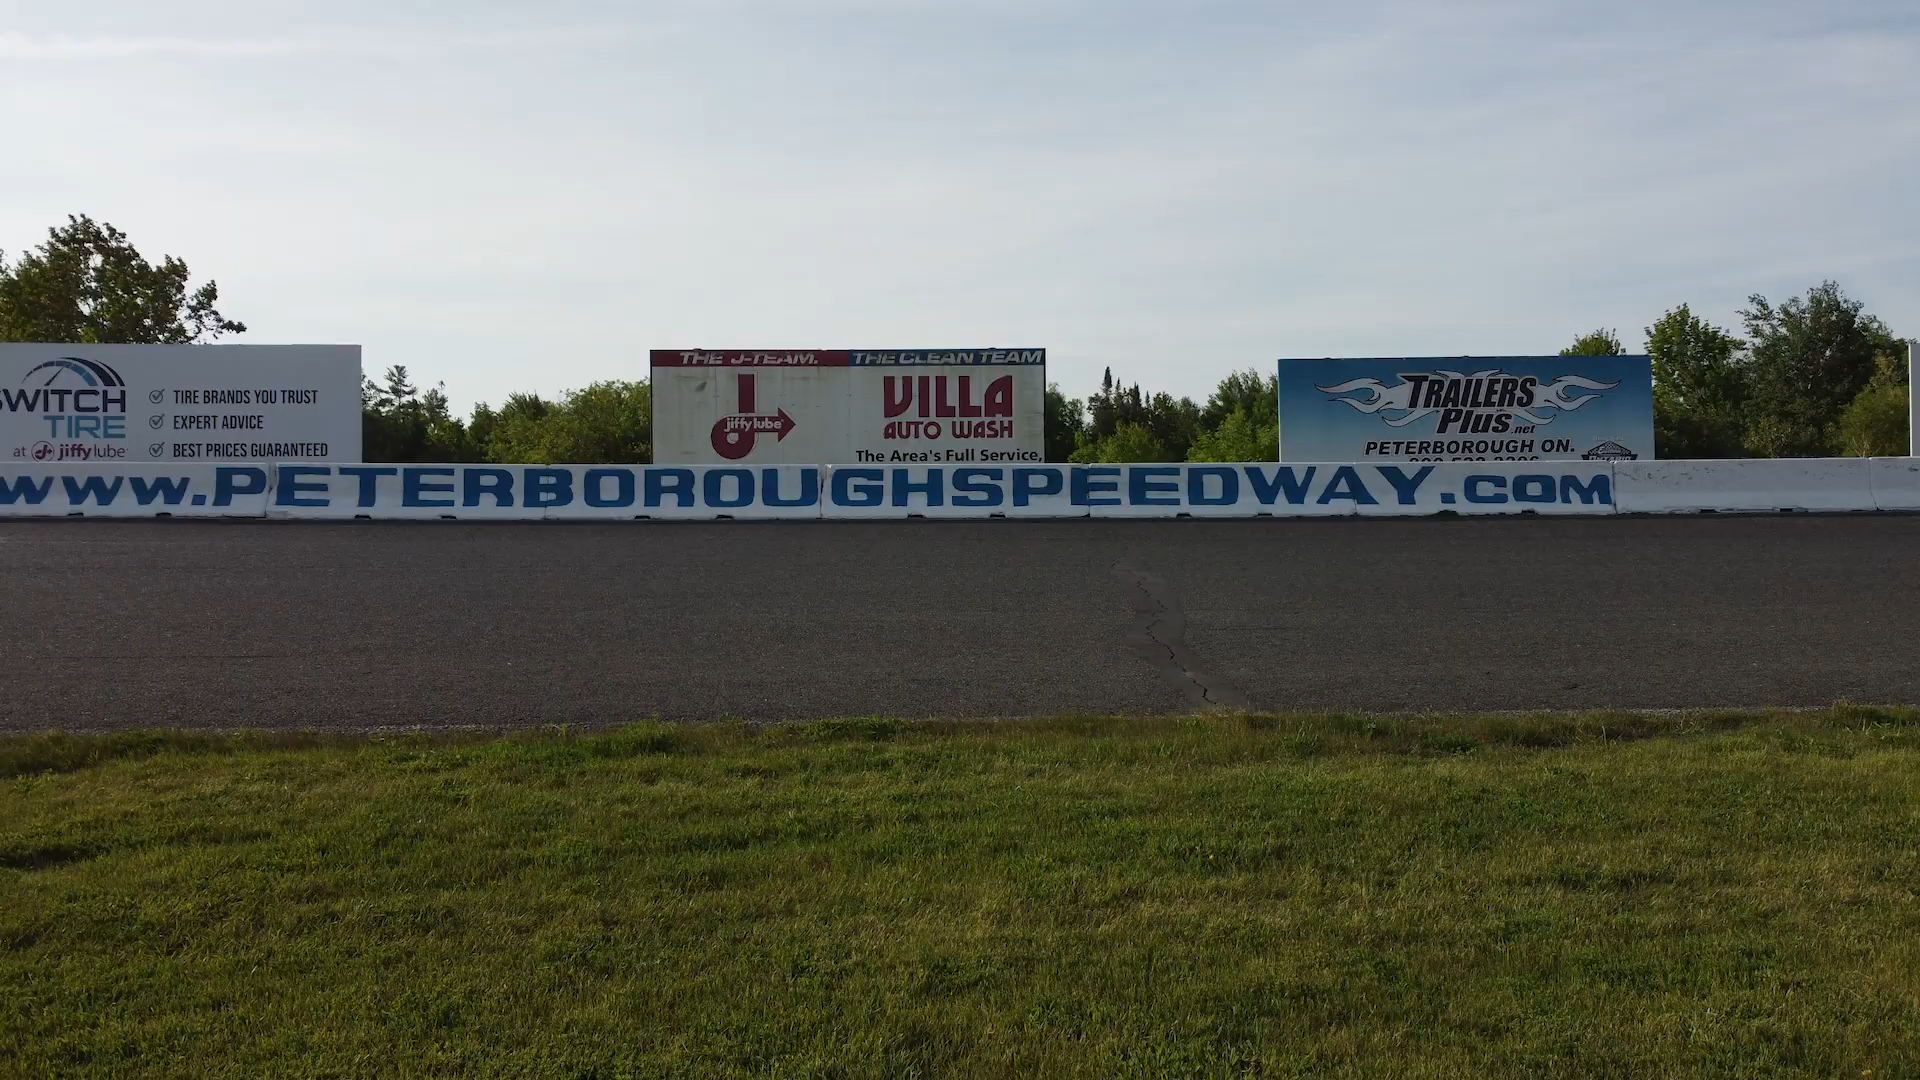 SWITCH
TIRE
at jiffy lube
TIRE BRANDS YOU TRUST
EXPERT ADVICE
BEST PRICES GUARANTEED
THE J-TEAM.
jiffy lube
THE CLEAN TEAM
VILLA
AUTO WASH
The Area's Full Service,
TRAILERS
Plus.net
PETERBOROUGH ON.
www.PETERBOROUGHSPEEDWAY.COM